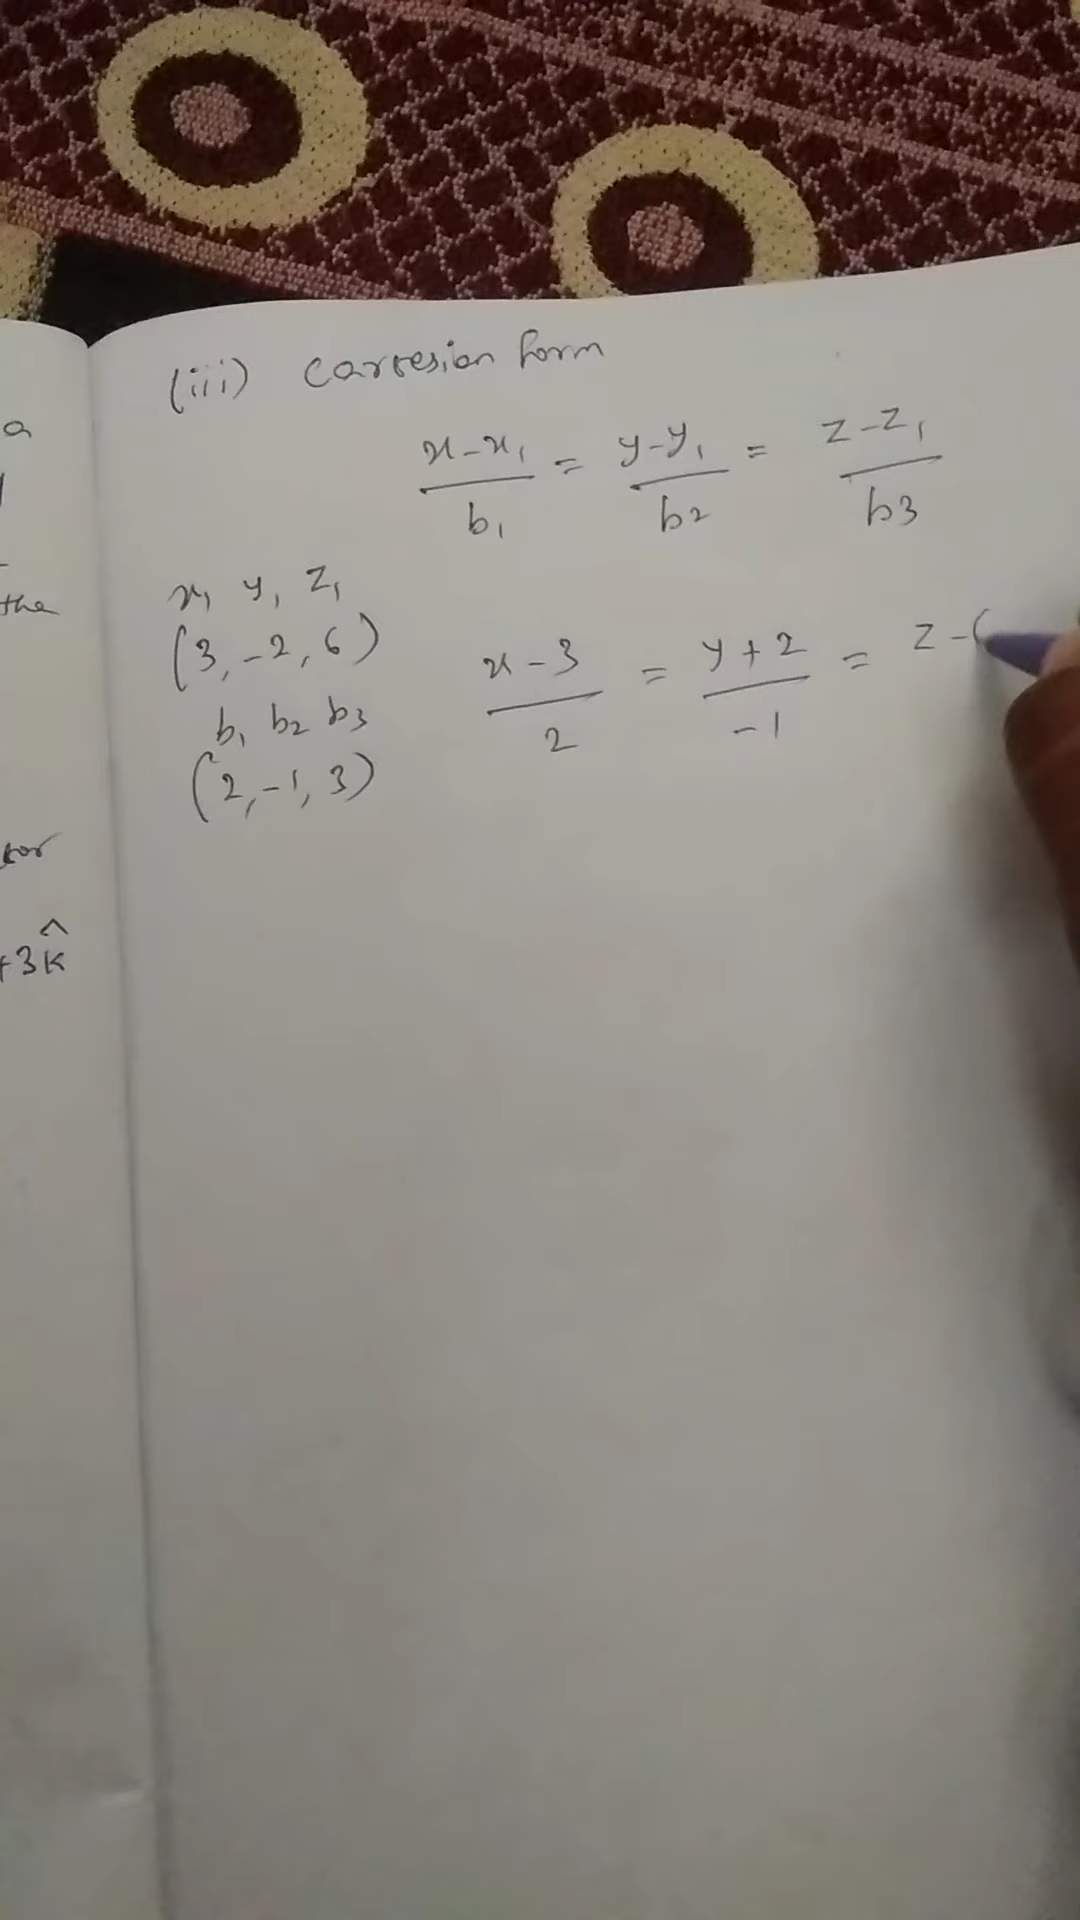 a
the
+3k̂
(iii) Cartesian form
x-x₁/b₁ = y-y₁/b₂ = z-z₁/b3
x₁ y₁ z₁
(3,-2,6)
b₁ b₂ b₃
(2,-1,3)
x-3/2 = y+2/-1 = z-6